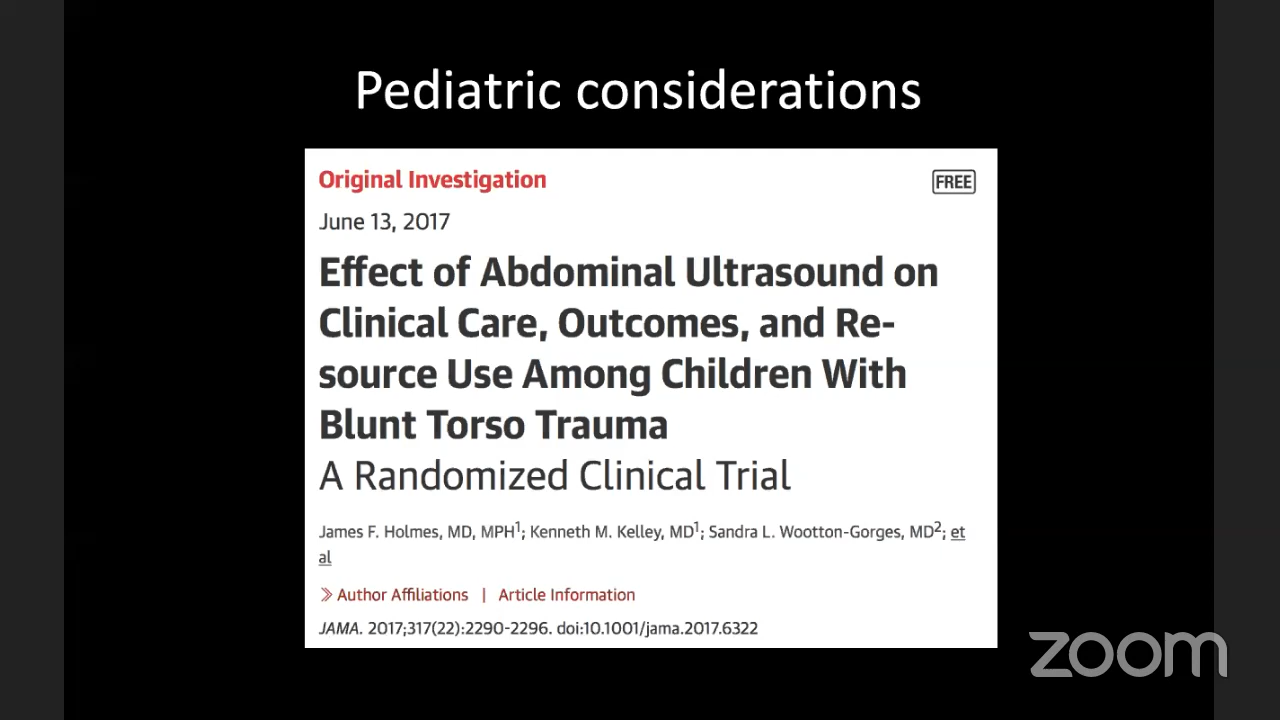 Pediatric considerations
Original Investigation
FREE
June 13, 2017
Effect of Abdominal Ultrasound on
Clinical Care, Outcomes, and Re-
source Use Among Children With
Blunt Torso Trauma
A Randomized Clinical Trial
James F. Holmes, MD, MPH1; Kenneth M. Kelley, MD1; Sandra L. Wootton-Gorges, MD2; et
al
» Author Affiliations | Article Information
JAMA. 2017;317(22):2290-2296. doi:10.1001/jama.2017.6322
zoom